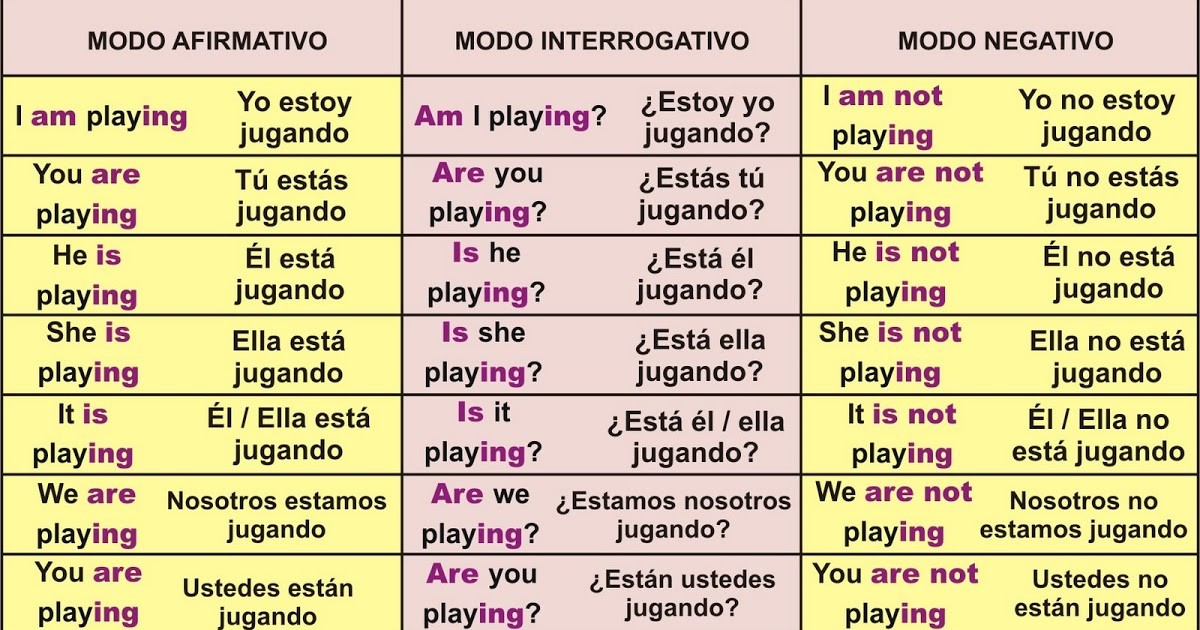 MODO AFIRMATIVO
MODO INTERROGATIVO
MODO NEGATIVO
I am playing
Yo estoy
jugando
Am I playing?
¿Estoy yo
jugando?
I am not
playing
Yo no estoy
jugando
You are
playing
Tú estás
jugando
Are you
playing?
¿Estás tú
jugando?
You are not
playing
Tú no estás
jugando
He is
playing
Él está
jugando
Is he
playing?
¿Está él
jugando?
He is not
playing
Él no está
jugando
She is
playing
Ella está
jugando
Is she
playing?
¿Está ella
jugando?
She is not
playing
Ella no está
jugando
It is
playing
Él / Ella está
jugando
Is it
playing?
¿Está él / ella
jugando?
It is not
playing
Él / Ella no
está jugando
We are
playing
Nosotros estamos
jugando
Are we
playing?
¿Estamos nosotros
jugando?
We are not
playing
Nosotros no
estamos jugando
You are
playing
Ustedes están
jugando
Are you
playing?
¿Están ustedes
jugando?
You are not
playing
Ustedes no
están jugando